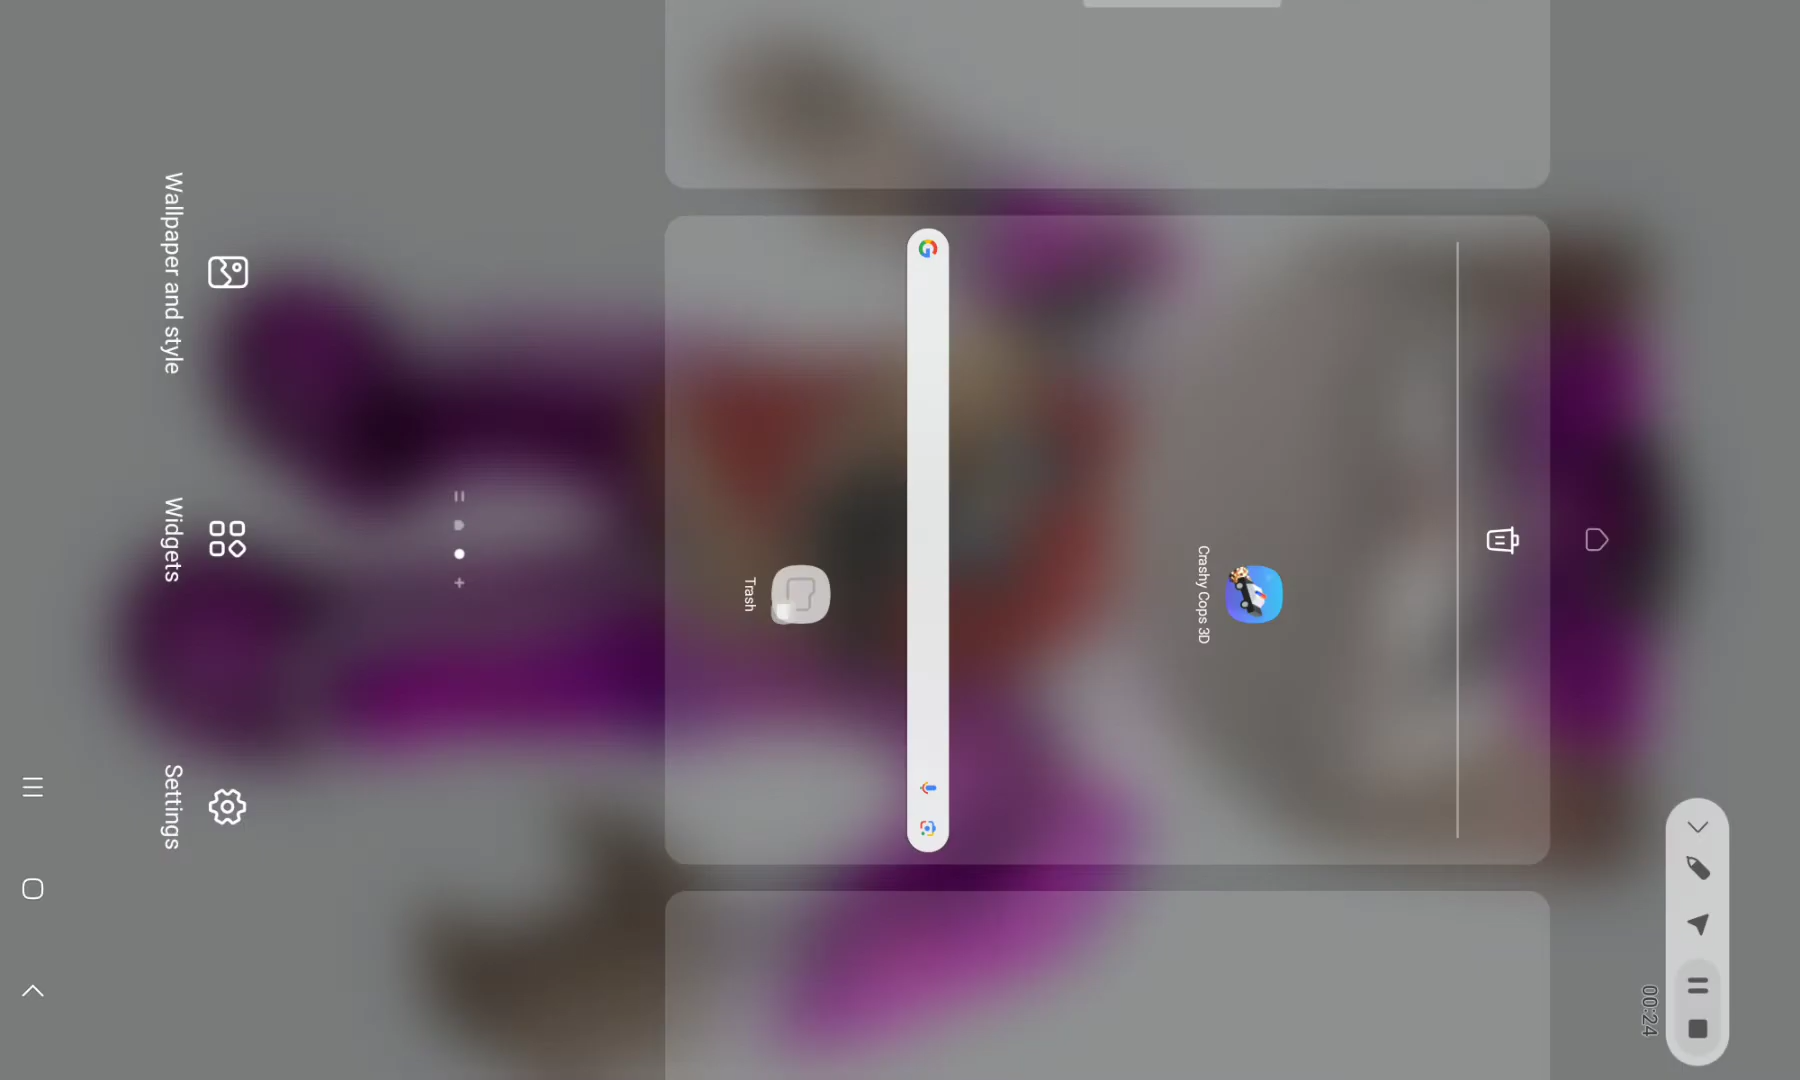 Crashy Cops 3D
Trash
Wallpaper and style
Widgets
Settings
00:24